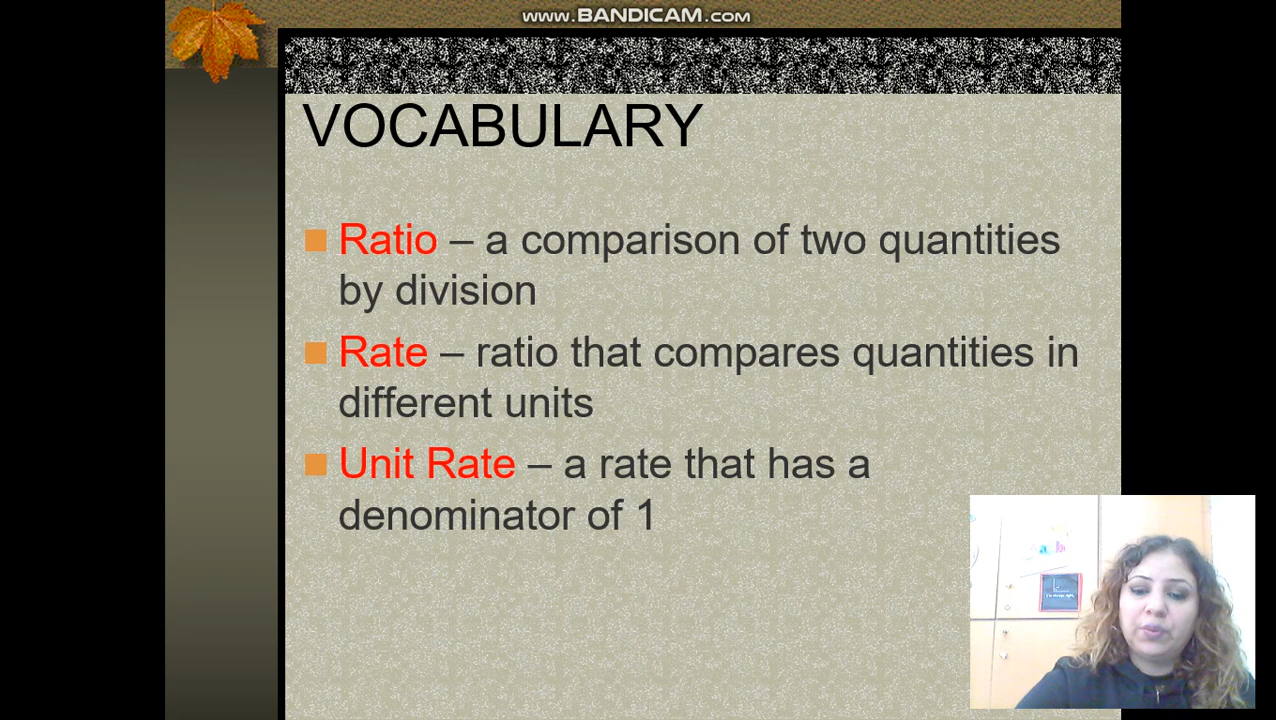 www.BANDICAM.com
VOCABULARY
Ratio – a comparison of two quantities
by division
Rate – ratio that compares quantities in
different units
Unit Rate – a rate that has a
denominator of 1